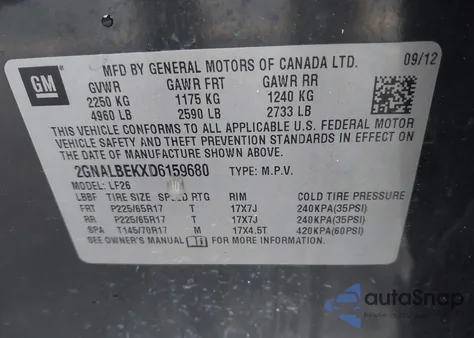 GM
MFD BY GENERAL MOTORS OF CANADA LTD. 09/12
GVWR GAWR FRT GAWR RR
2250 KG 1175 KG 1240 KG
4960 LB 2590 LB 2733 LB
THIS VEHICLE CONFORMS TO ALL APPLICABLE U.S. FEDERAL MOTOR
VEHICLE SAFETY AND THEFT PREVENTION STANDARDS IN EFFECT ON THE
DATE OF MANUFACTURE SHOWN ABOVE.
2GNALBEKXD6159680 TYPE: M.P.V.
MODEL: LF26
LBBF TIRE SIZE SPEED RTG RIM COLD TIRE PRESSURE
FRT P225/65R17 T 17X7J 240KPA(35PSI)
RR P225/65R17 T 17X7J 240KPA(35PSI)
SPA T145/70R17 M 17X4.5T 420KPA(60PSI)
SEE OWNER'S MANUAL FOR MORE INFORMATION.
autoSnap